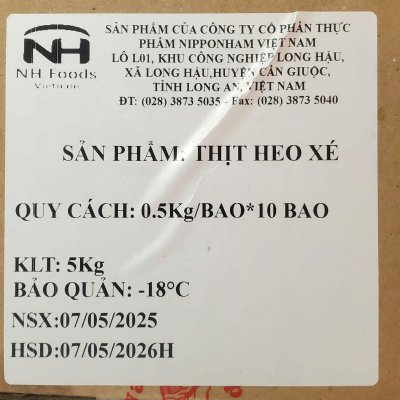 NH
NH Foods
Vietnam
SẢN PHẨM CỦA CÔNG TY CỔ PHẦN THỰC
PHẨM NIPPONHAM VIỆT NAM
LÔ L01, KHU CÔNG NGHIỆP LONG HẬU,
XÃ LONG HẬU,HUYỆN CẦN GIUỘC,
TỈNH LONG AN, VIỆT NAM
ĐT: (028) 3873 5035 - Fax: (028) 3873 5040
SẢN PHẨM: THỊT HEO XÉ
QUY CÁCH: 0.5Kg/BAO*10 BAO
KLT: 5Kg
BẢO QUẢN: -18°C
NSX:07/05/2025
HSD:07/05/2026H